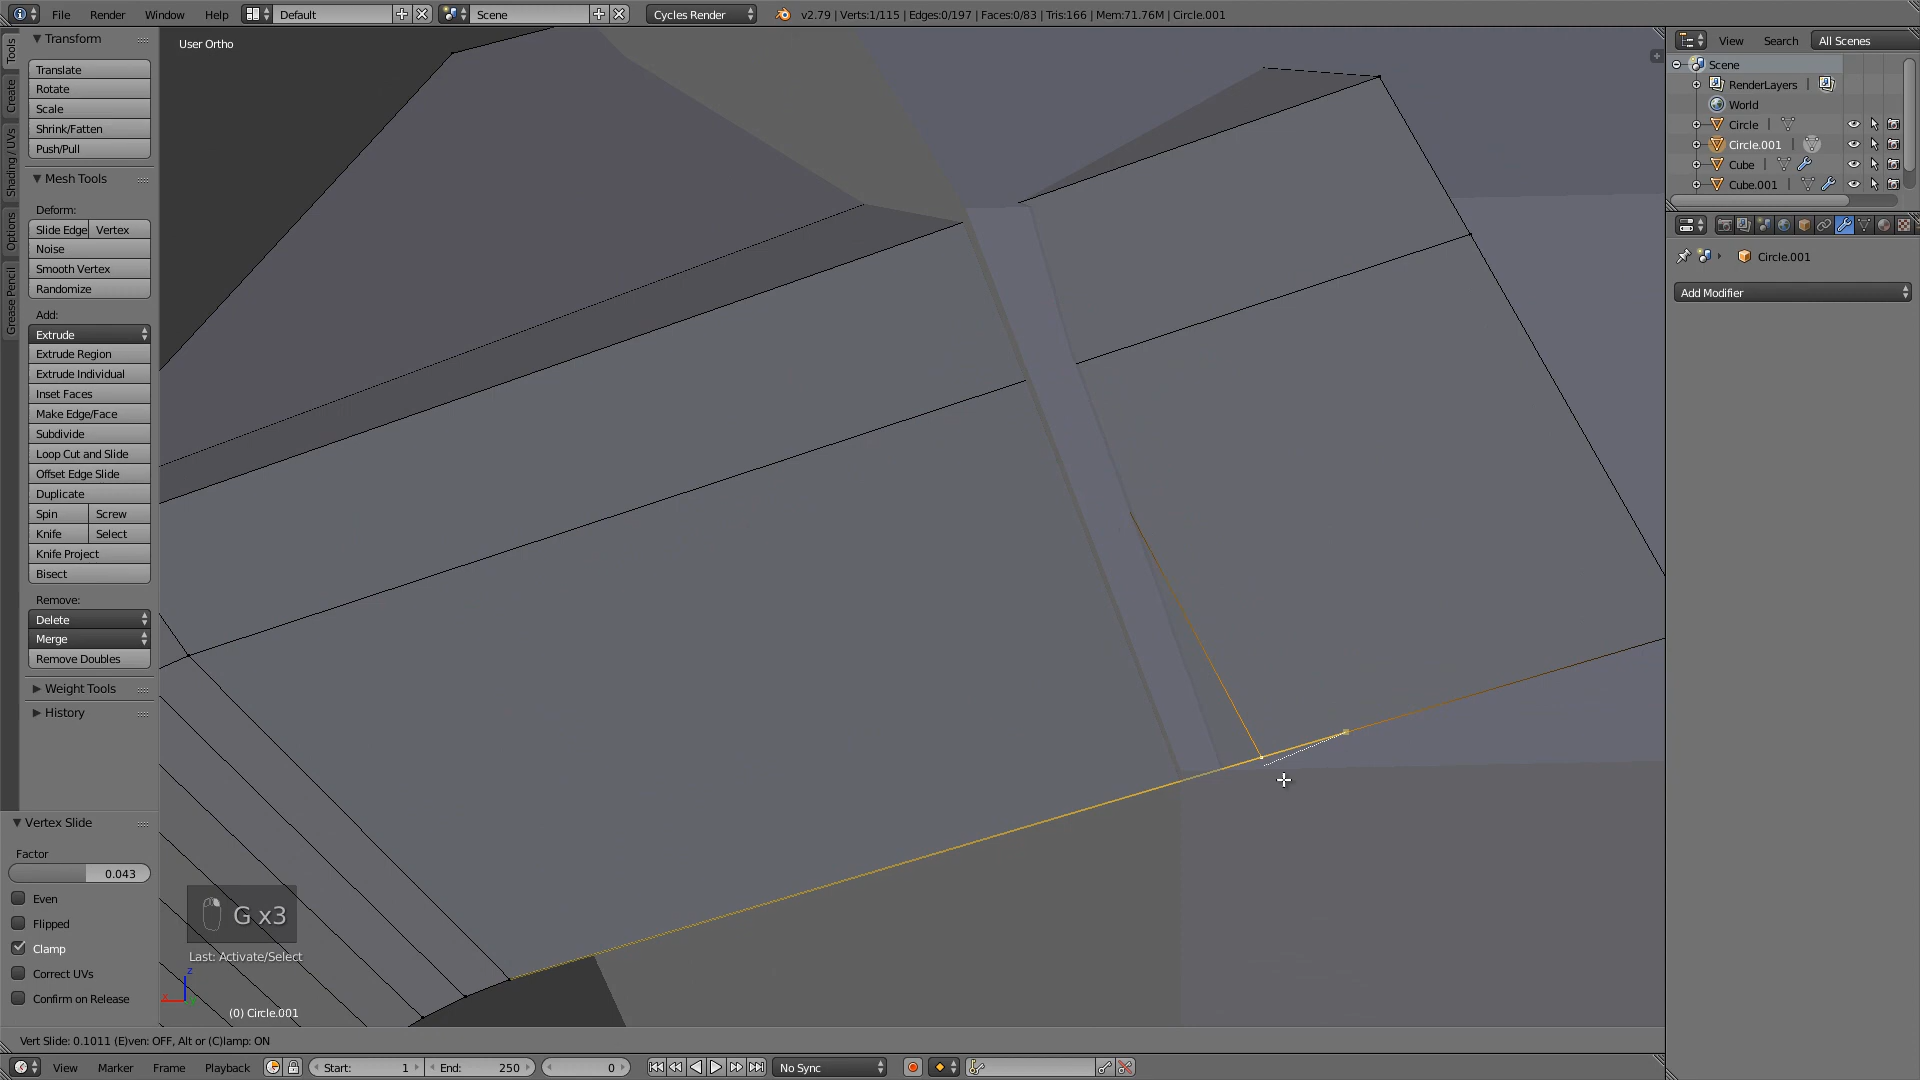 File Render Window Help Default Scene Cycles Render v2.79 | Verts:1/115 | Edges:0/197 | Faces:0/83 | Tris:166 | Mem:71.76M | Circle.001
Tools
Create
Shading / UVs
Options
Grease Pencil
Transform
Translate
Rotate
Scale
Shrink/Fatten
Push/Pull
Mesh Tools
Deform:
Slide Edge Vertex
Noise
Smooth Vertex
Randomize
Add:
Extrude
Extrude Region
Extrude Individual
Inset Faces
Make Edge/Face
Subdivide
Loop Cut and Slide
Offset Edge Slide
Duplicate
Spin Screw
Knife Select
Knife Project
Bisect
Remove:
Delete
Merge
Remove Doubles
Weight Tools
History
Vertex Slide
Factor
0.043
Even
Flipped
Clamp
Correct UVs
Confirm on Release
User Ortho
G x3
Last: Activate/Select
z
x
(0) Circle.001
Vert Slide: 0.1011 (E)ven: OFF, Alt or (C)lamp: ON
View Search All Scenes
Scene
RenderLayers |
World
Circle |
Circle.001 |
Cube |
Cube.001 |
Circle.001
Add Modifier
View Marker Frame Playback Start: 1 End: 250 0 No Sync